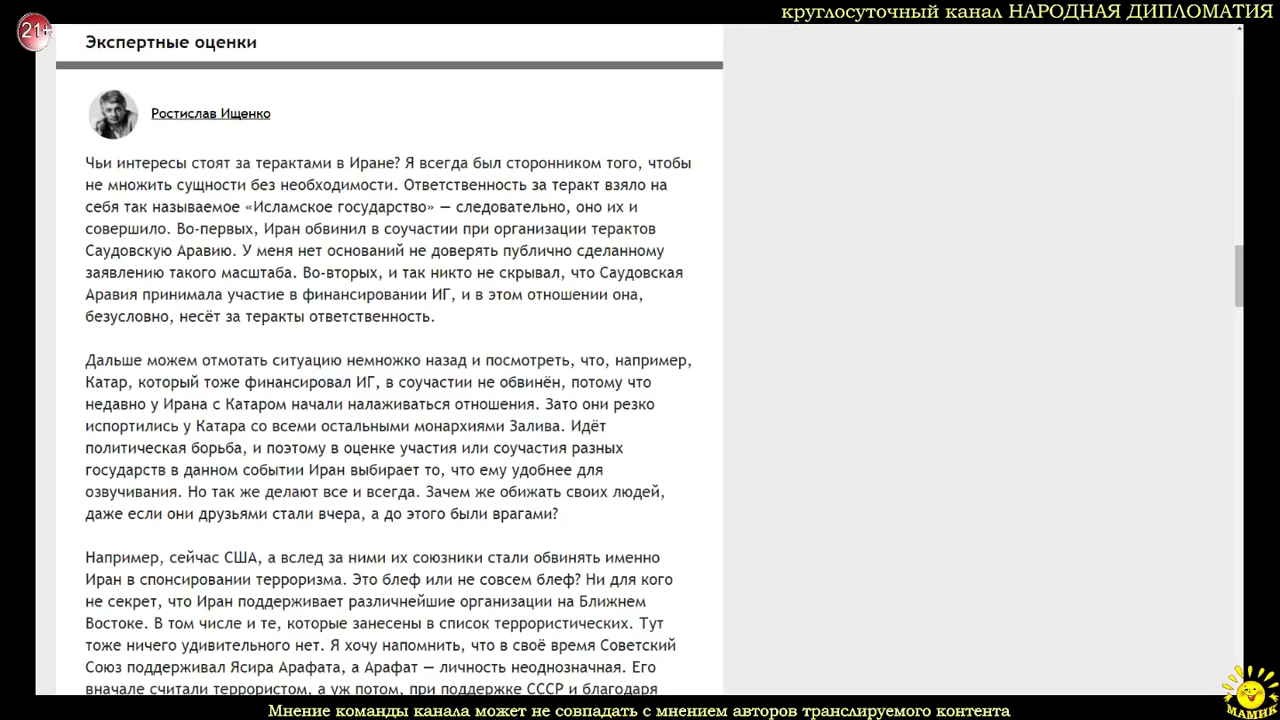 круглосуточный канал НАРОДНАЯ ДИПЛОМАТИЯ
21+
Экспертные оценки
Ростислав Ищенко
Чьи интересы стоят за терактами в Иране? Я всегда был сторонником того, чтобы
не множить сущности без необходимости. Ответственность за теракт взяло на
себя так называемое «Исламское государство» — следовательно, оно их и
совершило. Во-первых, Иран обвинил в соучастии при организации терактов
Саудовскую Аравию. У меня нет оснований не доверять публично сделанному
заявлению такого масштаба. Во-вторых, и так никто не скрывал, что Саудовская
Аравия принимала участие в финансировании ИГ, и в этом отношении она,
безусловно, несёт за теракты ответственность.
Дальше можем отмотать ситуацию немножко назад и посмотреть, что, например,
Катар, который тоже финансировал ИГ, в соучастии не обвинён, потому что
недавно у Ирана с Катаром начали налаживаться отношения. Зато они резко
испортились у Катара со всеми остальными монархиями Залива. Идёт
политическая борьба, и поэтому в оценке участия или соучастия разных
государств в данном событии Иран выбирает то, что ему удобнее для
озвучивания. Но так же делают все и всегда. Зачем же обижать своих людей,
даже если они друзьями стали вчера, а до этого были врагами?
Например, сейчас США, а вслед за ними их союзники стали обвинять именно
Иран в спонсировании терроризма. Это блеф или не совсем блеф? Ни для кого
не секрет, что Иран поддерживает различнейшие организации на Ближнем
Востоке. В том числе и те, которые занесены в список террористических. Тут
тоже ничего удивительного нет. Я хочу напомнить, что в своё время Советский
Союз поддерживал Ясира Арафата, а Арафат — личность неоднозначная. Его
вначале считали террористом, а уж потом, при поддержке СССР и благодаря
МАМИК
Мнение команды канала может не совпадать с мнением авторов транслируемого контента